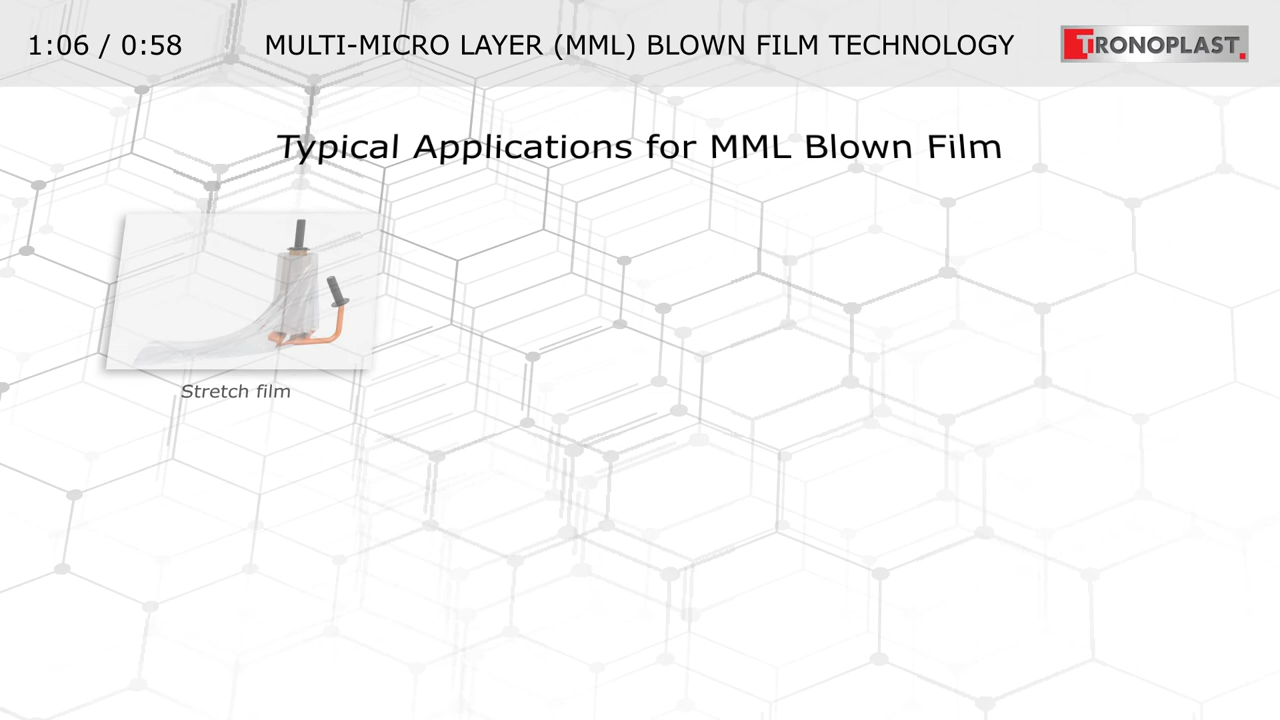 1:06 / 0:58
MULTI-MICRO LAYER (MML) BLOWN FILM TECHNOLOGY
TRONOPLAST.
Typical Applications for MML Blown Film
Stretch film